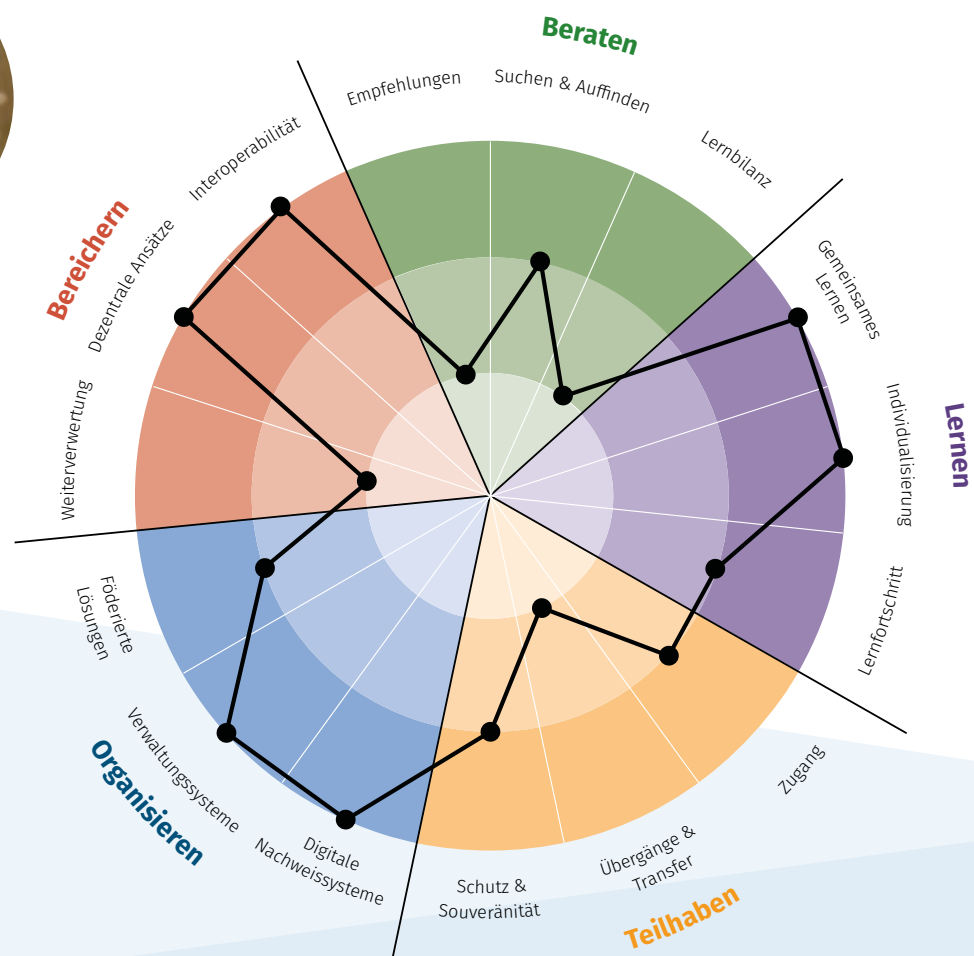 Beraten
Empfehlungen
Suchen & Auffinden
Lernbilanz
Lernen
Gemeinsames
Lernen
Individualisierung
Lernfortschritt
Teilhaben
Zugang
Übergänge &
Transfer
Schutz &
Souveränität
Organisieren
Digitale
Nachweissysteme
Verwaltungssysteme
Föderierte
Lösungen
Bereichern
Weiterverwertung
Dezentrale Ansätze
Interoperabilität